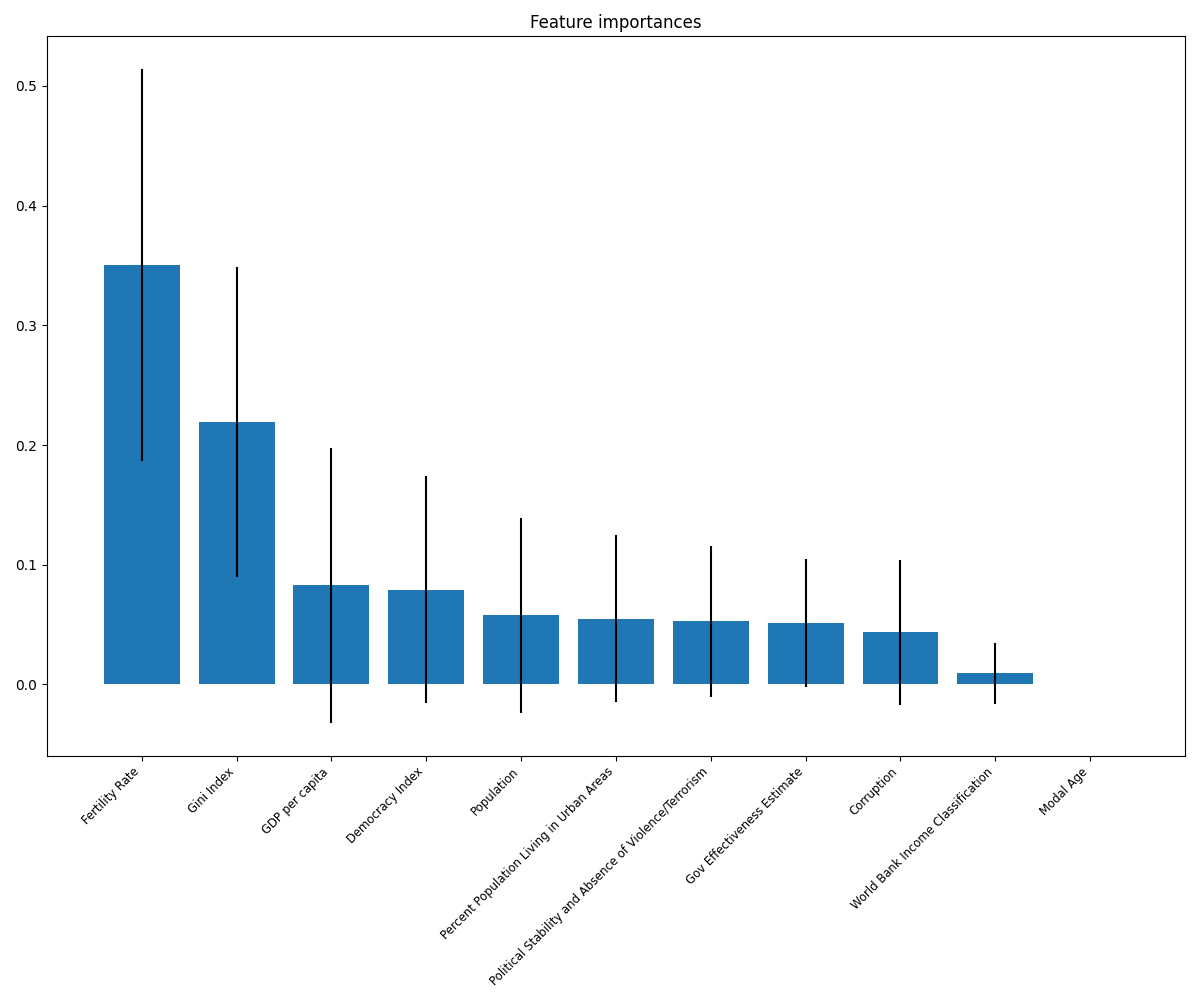 Feature importances
0.5
0.4
0.3
0.2
0.1
0.0
Fertility Rate
Gini Index
GDP per capita
Democracy Index
Population
Percent Population Living in Urban Areas
Political Stability and Absence of Violence/Terrorism
Gov Effectiveness Estimate
Corruption
World Bank Income Classification
Modal Age